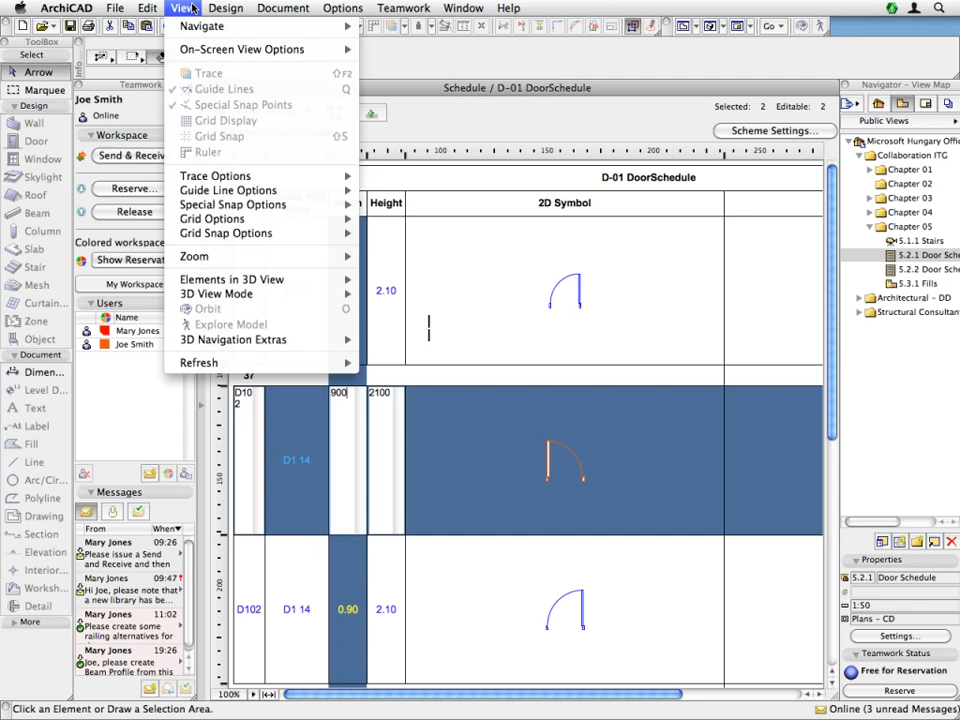 ArchiCAD File Edit View Design Document Options Teamwork Window Help
ToolBox
Select
Arrow
Marquee
Design
Wall
Door
Window
Skylight
Roof
Beam
Column
Slab
Stair
Mesh
Curtain...
Zone
Object
Document
Dimen...
Level D...
Text
Label
Fill
Line
Arc/Cir...
Polyline
Drawing
Section
Elevation
Interior...
Worksh...
Detail
More
Teamwork
Joe Smith
Online
Workspace
Send & Receiv
Reserve...
Release
Colored workspace
Show Reservat
My Workspace
Users
Name
Mary Jones
Joe Smith
Messages
From When
Mary Jones 09:26
Please issue a Send
and Receive and then
Mary Jones 09:47
Hi Joe, please note that
a new library has be...
Mary Jones 11:02
Please create some
railing alternatives for
Mary Jones 19:36
Joe, please create
Beam Profile from this
Navigate
On-Screen View Options
Trace ⇧F2
Guide Lines Q
Special Snap Points
Grid Display
Grid Snap ⇧S
Ruler
Trace Options
Guide Line Options
Special Snap Options
Grid Options
Grid Snap Options
Zoom
Elements in 3D View
3D View Mode
Orbit O
Explore Model
3D Navigation Extras
Refresh
Go
Schedule / D-01 DoorSchedule
Selected: 2 Editable: 2
Scheme Settings...
100 150 200 250
D-01 DoorSchedule
Height 2D Symbol
2.10
37
D10
2
900 2100
D1 14
150
200
D102 D1 14 0.90 2.10
100%
Navigator - View Map
Public Views
Microsoft Hungary Offi
Collaboration ITG
Chapter 01
Chapter 02
Chapter 03
Chapter 04
Chapter 05
5.1.1 Stairs
5.2.1 Door Sche
5.2.2 Door Sche
5.3.1 Fills
Architectural - DD
Structural Consultan
Properties
5.2.1 Door Schedule
1:50
Plans - CD
Settings...
Teamwork Status
Free for Reservation
Reserve
Click an Element or Draw a Selection Area.
Online (3 unread Messages)